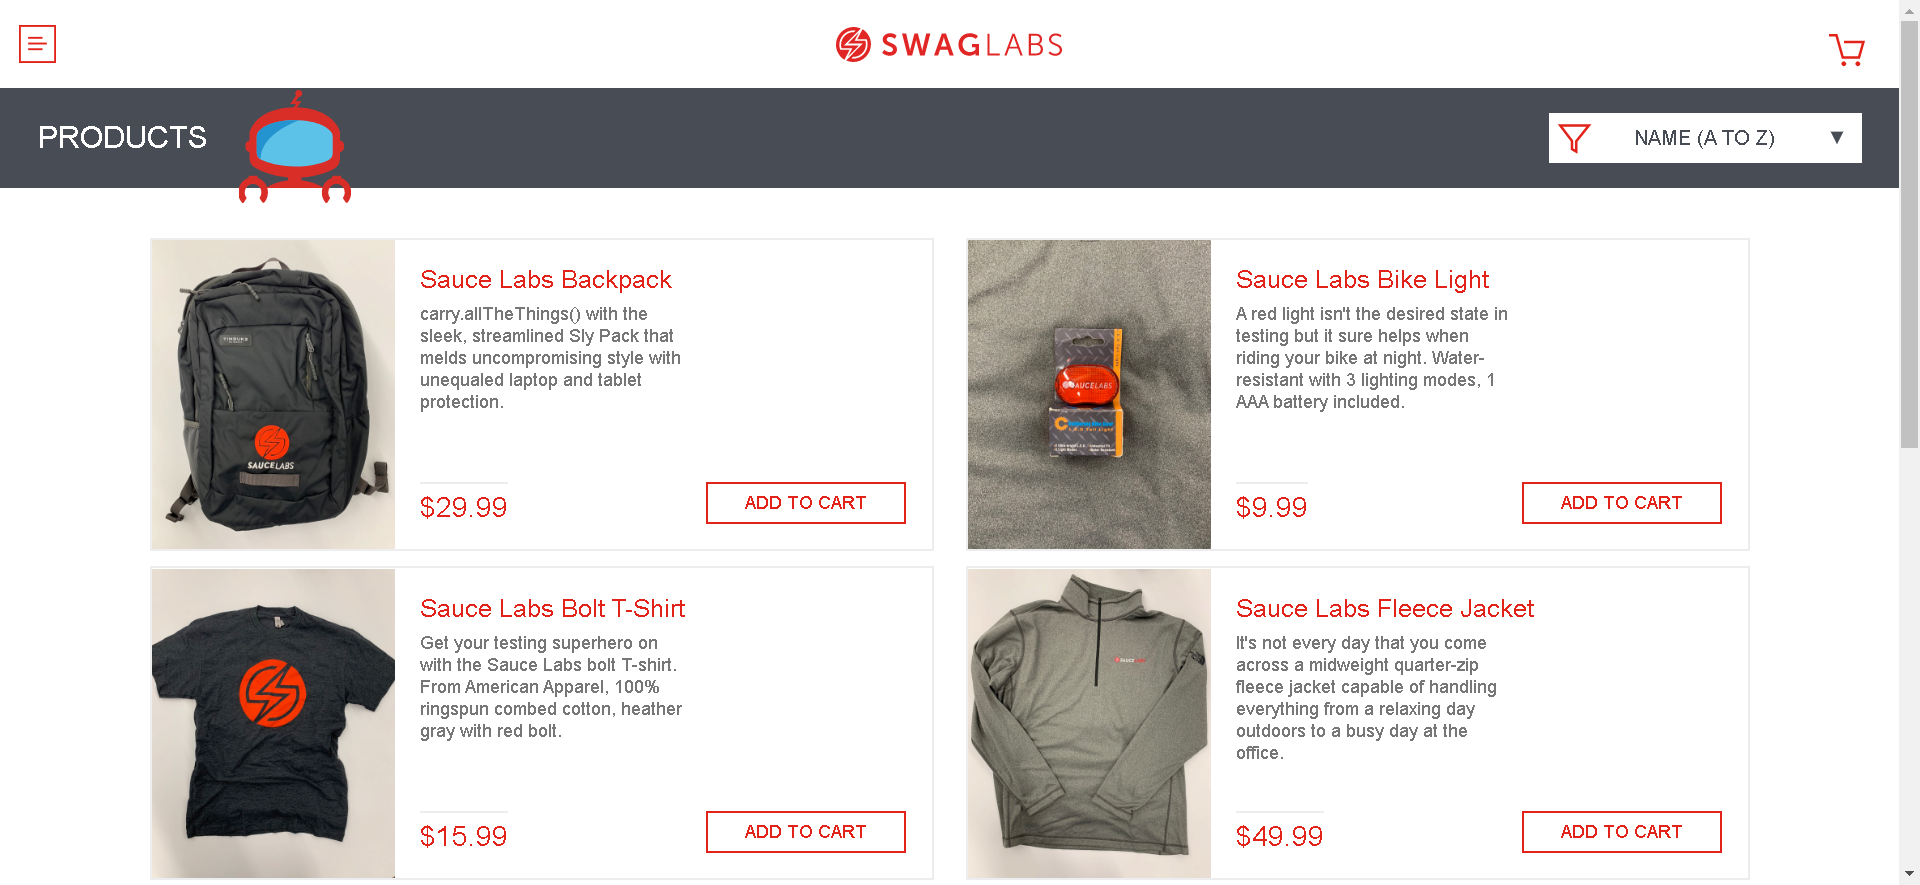 SWAGLABS
PRODUCTS
NAME (A TO Z)
Sauce Labs Backpack
carry.allTheThings() with the
sleek, streamlined Sly Pack that
melds uncompromising style with
unequaled laptop and tablet
protection.
$29.99
ADD TO CART
SAUCELABS
Sauce Labs Bike Light
A red light isn't the desired state in
testing but it sure helps when
riding your bike at night. Water-
resistant with 3 lighting modes, 1
AAA battery included.
$9.99
ADD TO CART
SAUCELABS
Sauce Labs Bolt T-Shirt
Get your testing superhero on
with the Sauce Labs bolt T-shirt.
From American Apparel, 100%
ringspun combed cotton, heather
gray with red bolt.
$15.99
ADD TO CART
Sauce Labs Fleece Jacket
It's not every day that you come
across a midweight quarter-zip
fleece jacket capable of handling
everything from a relaxing day
outdoors to a busy day at the
office.
$49.99
ADD TO CART